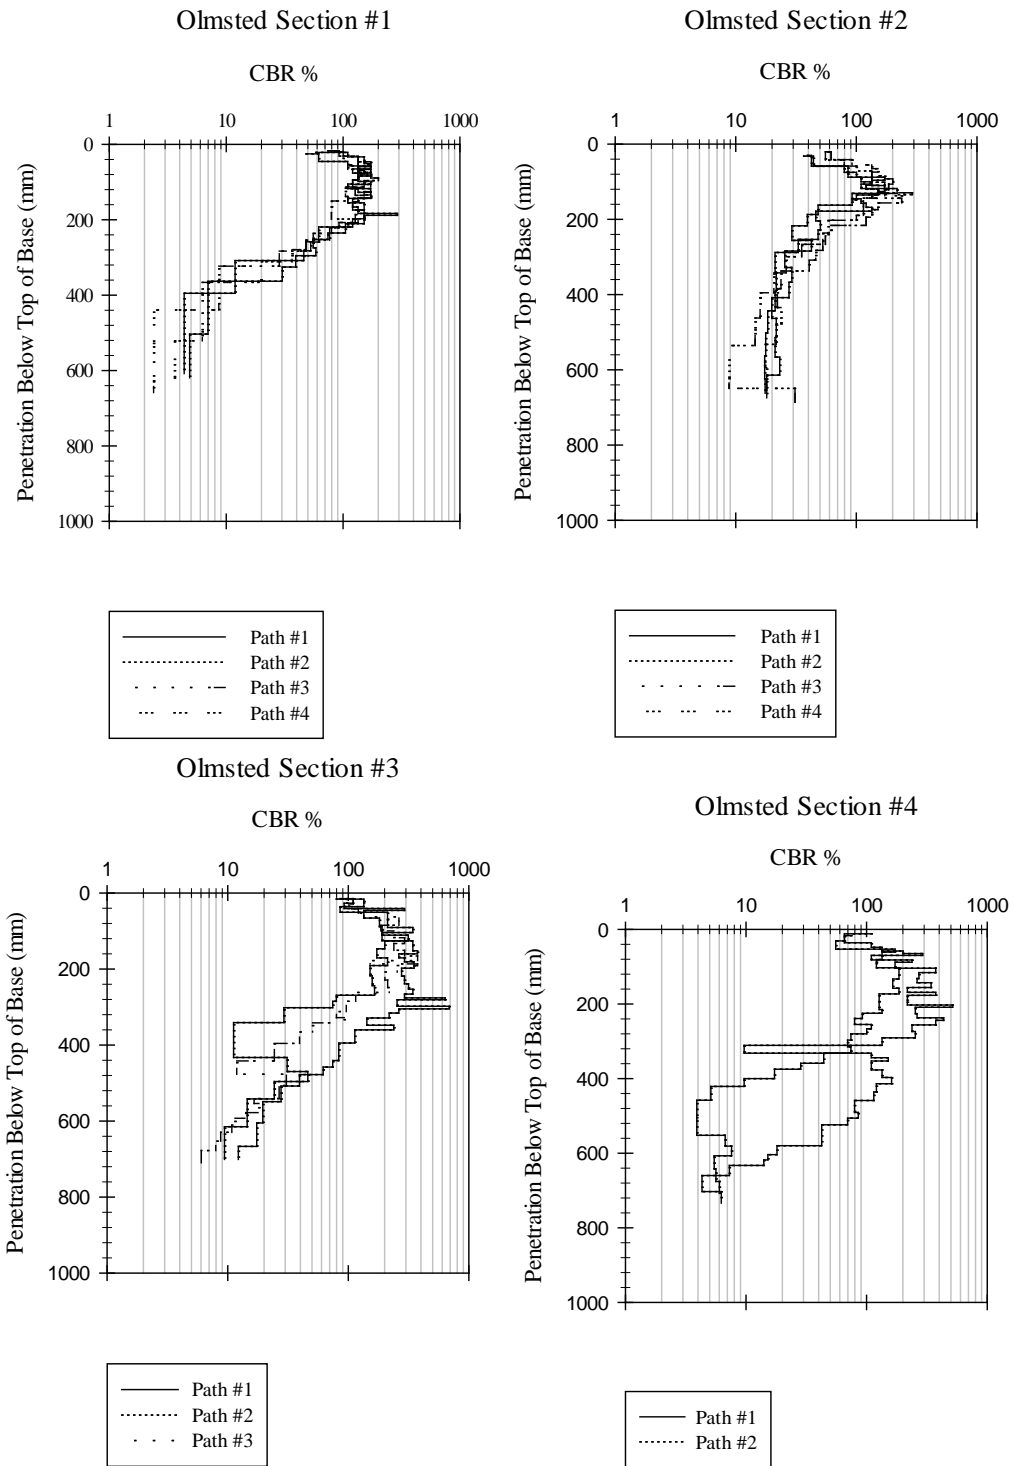 Olmsted Section #1
CBR %
1 10 100 1000
0
200
400
600
800
1000
Penetration Below Top of Base (mm)
Path #1
Path #2
Path #3
Path #4
Olmsted Section #2
CBR %
1 10 100 1000
0
200
400
600
800
1000
Penetration Below Top of Base (mm)
Path #1
Path #2
Path #3
Path #4
Olmsted Section #3
CBR %
1 10 100 1000
0
200
400
600
800
1000
Penetration Below Top of Base (mm)
Path #1
Path #2
Path #3
Olmsted Section #4
CBR %
1 10 100 1000
0
200
400
600
800
1000
Penetration Below Top of Base (mm)
Path #1
Path #2